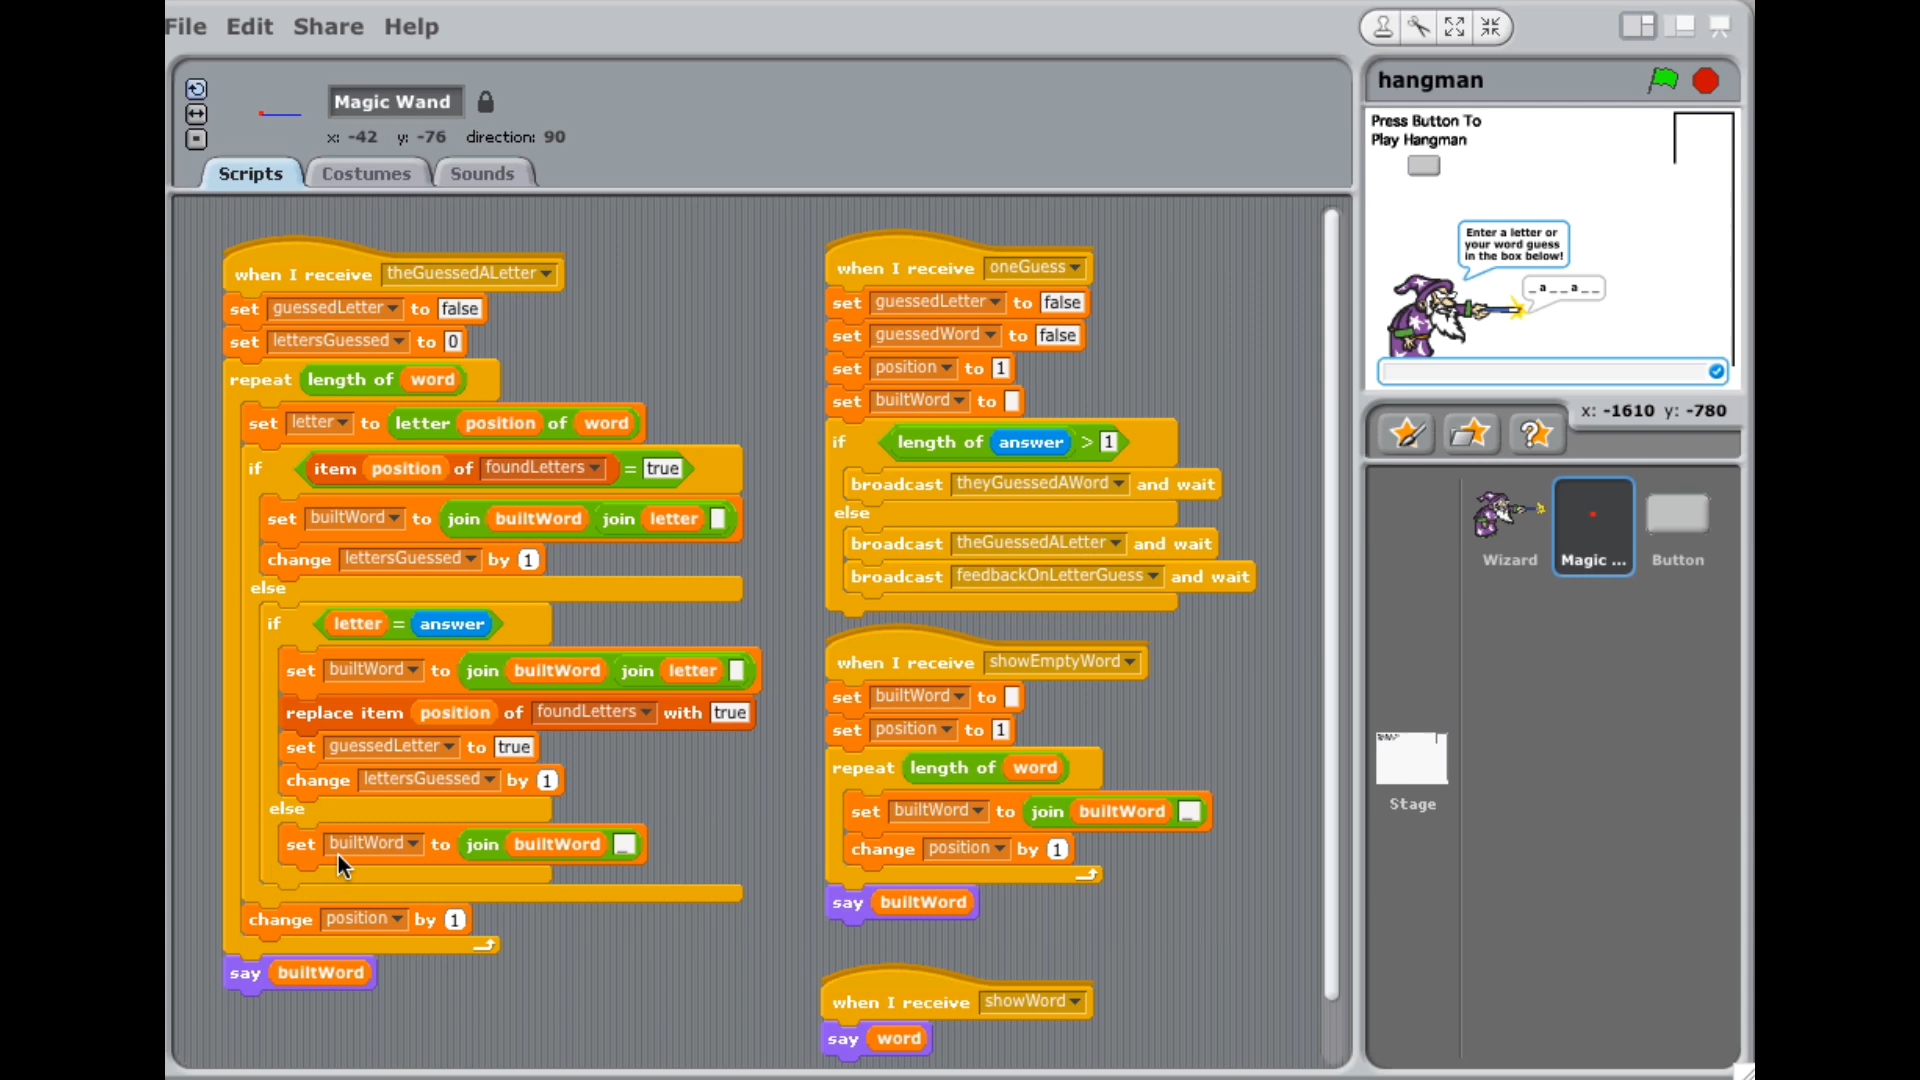 File Edit Share Help
Magic Wand
x: -42 y: -76 direction: 90
Scripts Costumes Sounds
when I receive theGuessedALetter
set guessedLetter to false
set lettersGuessed to 0
repeat length of word
set letter to letter position of word
if item position of foundLetters = true
set builtWord to join builtWord join letter
change lettersGuessed by 1
else
if letter = answer
set builtWord to join builtWord join letter
replace item position of foundLetters with true
set guessedLetter to true
change lettersGuessed by 1
else
set builtWord to join builtWord _
change position by 1
say builtWord
when I receive oneGuess
set guessedLetter to false
set guessedWord to false
set position to 1
set builtWord to
if length of answer > 1
broadcast theyGuessedAWord and wait
else
broadcast theGuessedALetter and wait
broadcast feedbackOnLetterGuess and wait
when I receive showEmptyWord
set builtWord to
set position to 1
repeat length of word
set builtWord to join builtWord _
change position by 1
say builtWord
when I receive showWord
say word
hangman
Press Button To
Play Hangman
Enter a letter or
your word guess
in the box below!
_ a _ _ a _ _
x: -1610 y: -780
Wizard Magic ... Button
Stage